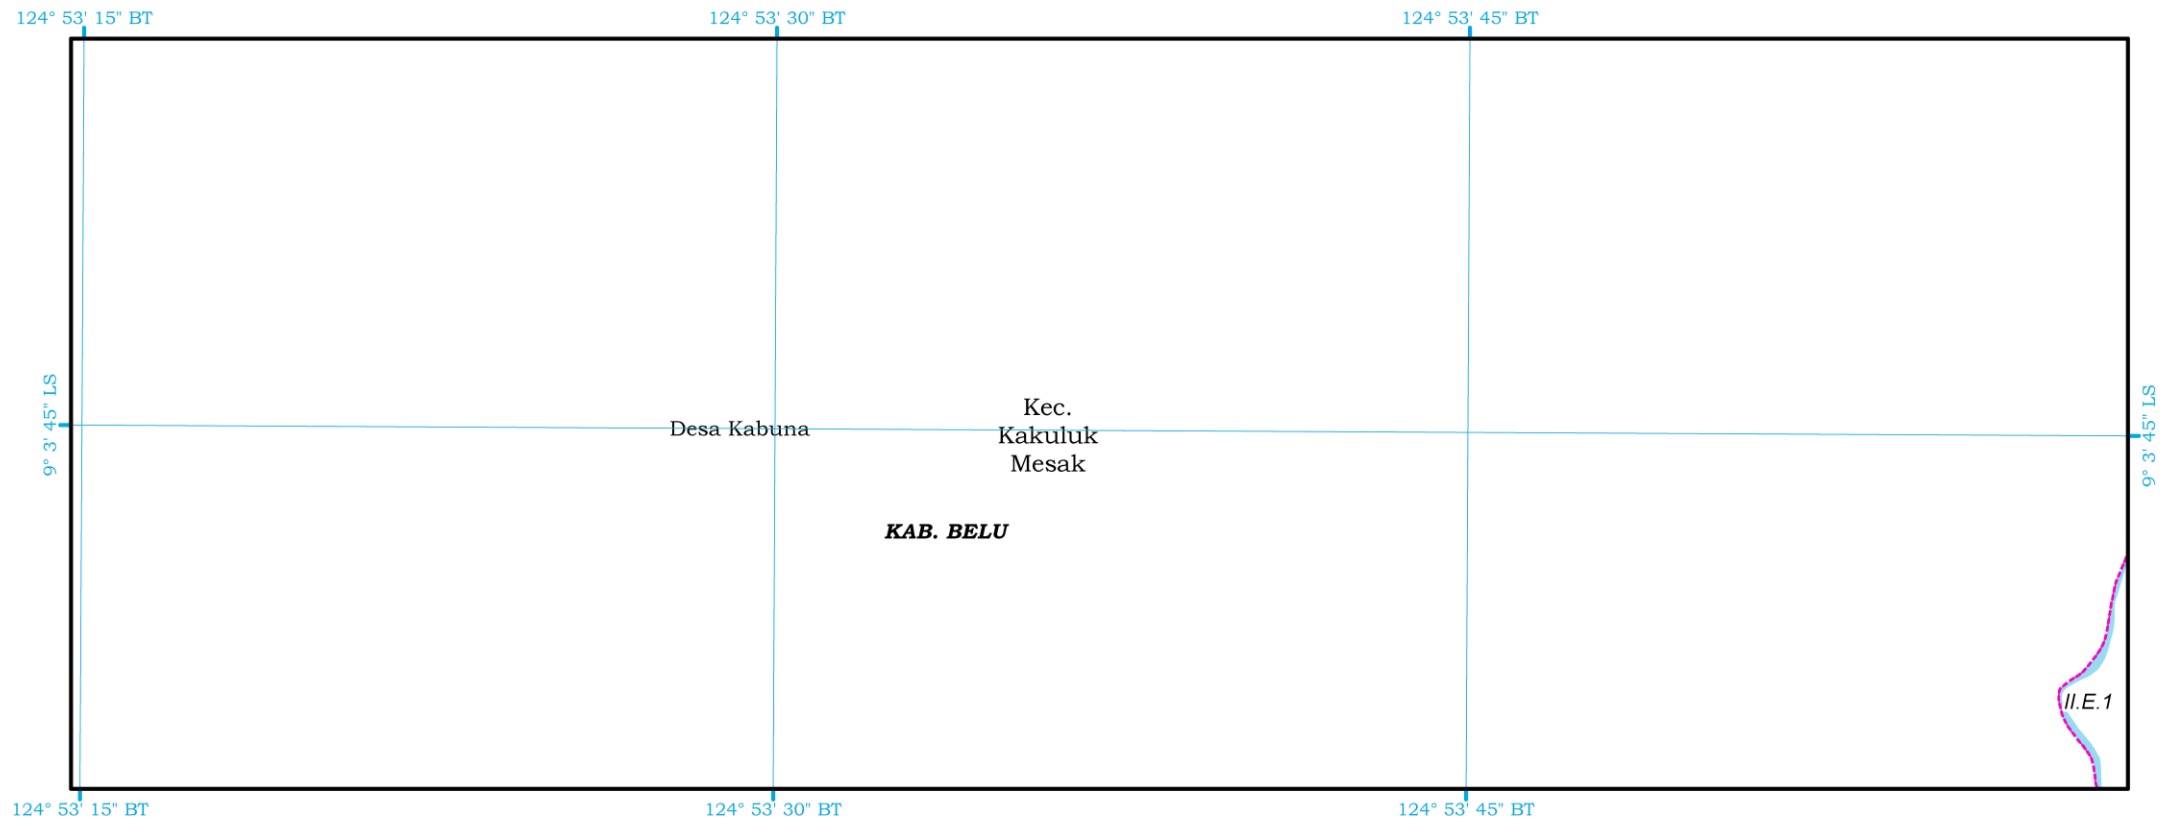 124° 53' 15" BT
124° 53' 30" BT
124° 53' 45" BT
9° 3' 45" LS
9° 3' 45" LS
Kec.
Kakuluk
Mesak
Desa Kabuna
KAB. BELU
II.E.1
124° 53' 15" BT
124° 53' 30" BT
124° 53' 45" BT